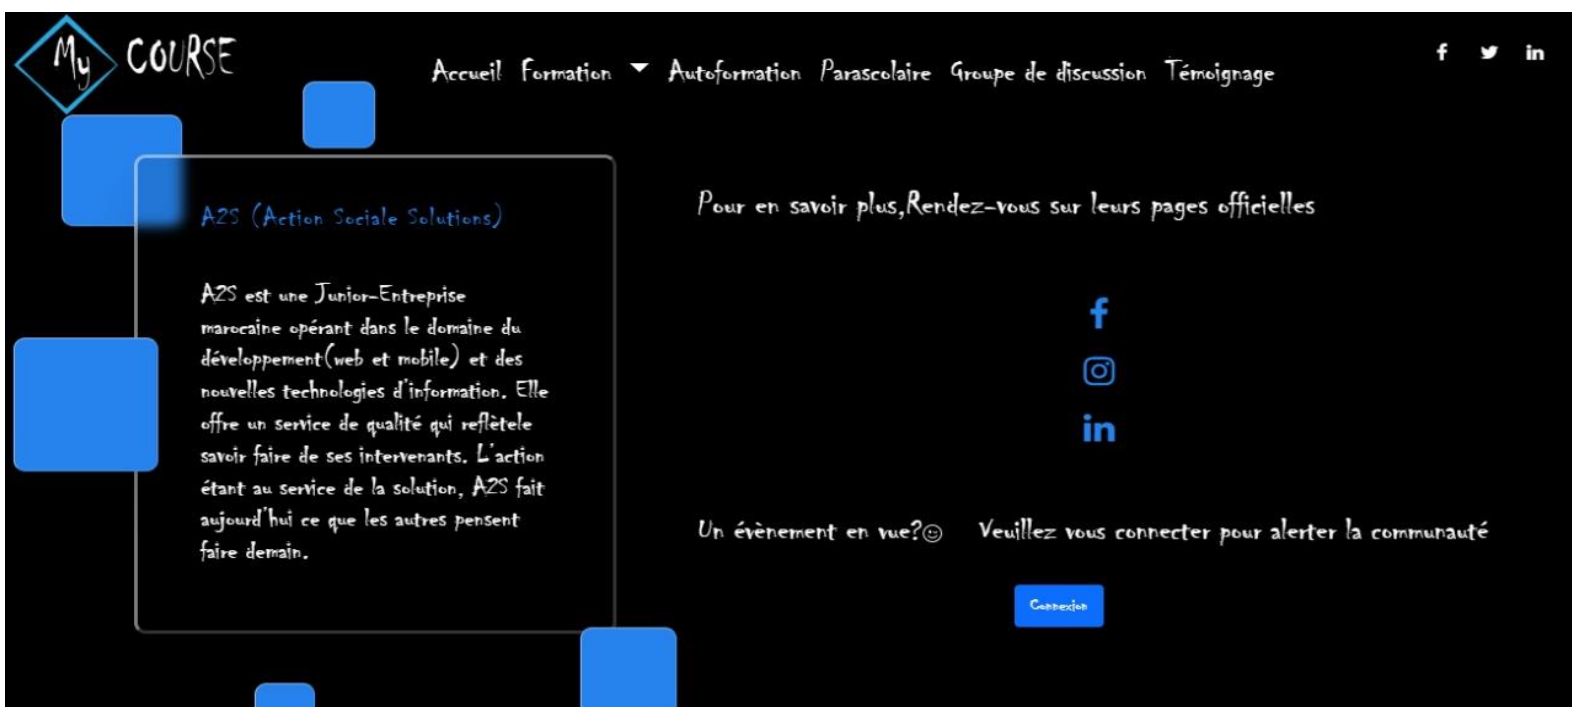 My COURSE
Accueil Formation Autoformation Parascolaire Groupe de discussion Témoignage
A2S (Action Sociale Solutions)
A2S est une Junior-Entreprise
marocaine opérant dans le domaine du
développement(web et mobile) et des
nouvelles technologies d'information. Elle
offre un service de qualité qui reflètele
savoir faire de ses intervenants. L'action
étant au service de la solution, A2S fait
aujourd'hui ce que les autres pensent
faire demain.
Pour en savoir plus,Rendez-vous sur leurs pages officielles
Un évènement en vue?☺ Veuillez vous connecter pour alerter la communauté
Connexion